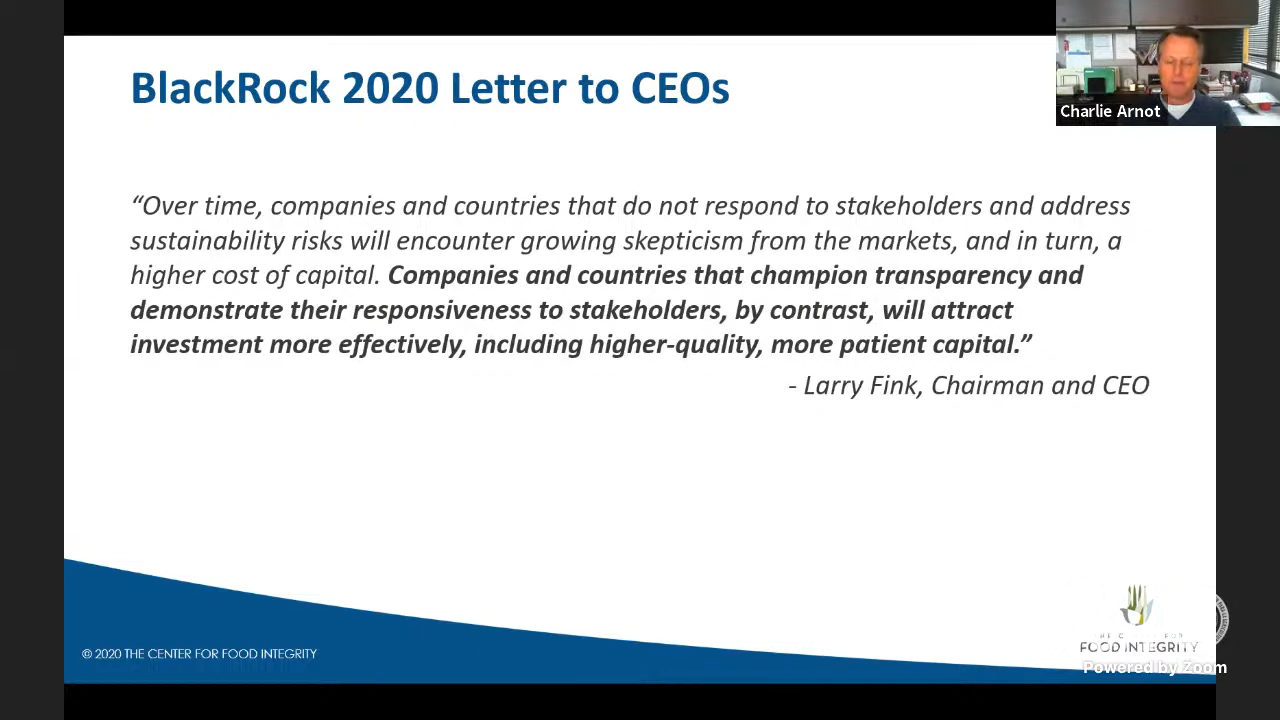 BlackRock 2020 Letter to CEOs
Charlie Arnot
“Over time, companies and countries that do not respond to stakeholders and address
sustainability risks will encounter growing skepticism from the markets, and in turn, a
higher cost of capital. Companies and countries that champion transparency and
demonstrate their responsiveness to stakeholders, by contrast, will attract
investment more effectively, including higher-quality, more patient capital.”
- Larry Fink, Chairman and CEO
© 2020 THE CENTER FOR FOOD INTEGRITY
FOOD INTEGRITY
Powered by Zoom